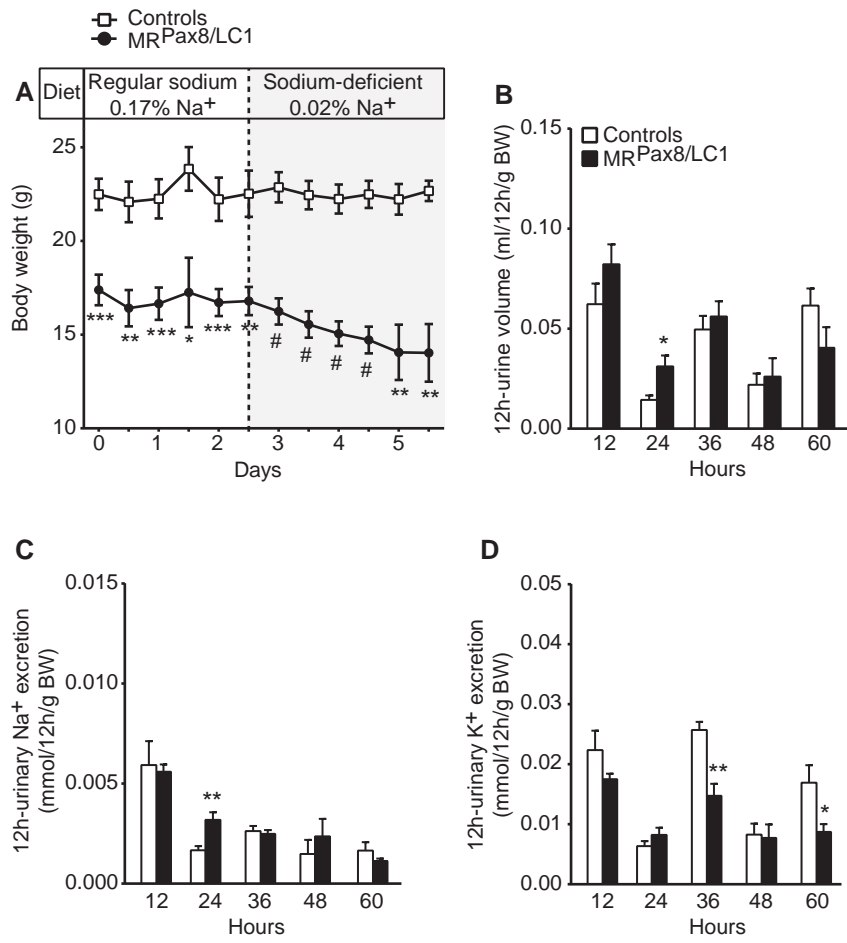 Controls
MRPax8/LC1
A
Diet
Regular sodium
0.17% Na+
Sodium-deficient
0.02% Na+
Body weight (g)
25
20
15
10
***
**
***
*
***
**
#
#
#
#
**
**
0 1 2 3 4 5
Days
B
12h-urine volume (ml/12h/g BW)
0.15
0.10
0.05
0.00
Controls
MRPax8/LC1
*
12 24 36 48 60
Hours
C
12h-urinary Na+ excretion
(mmol/12h/g BW)
0.015
0.010
0.005
0.000
**
12 24 36 48 60
Hours
D
12h-urinary K+ excretion
(mmol/12h/g BW)
0.05
0.04
0.03
0.02
0.01
0.00
**
*
12 24 36 48 60
Hours